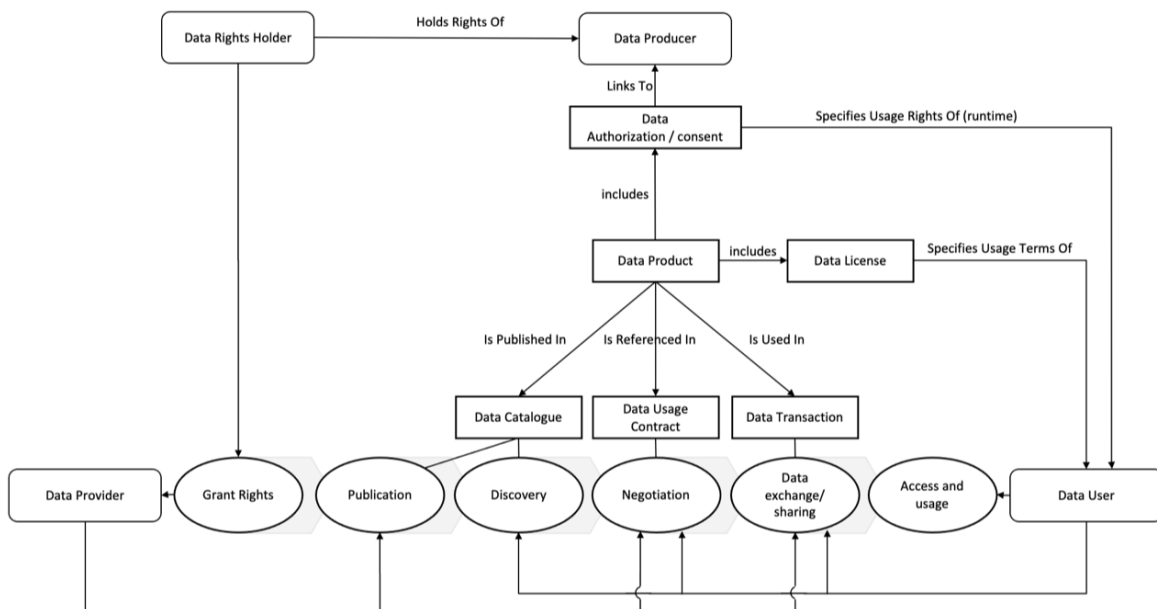 Holds Rights Of
Data Rights Holder
Data Producer
Links To
Data
Authorization / consent
Specifies Usage Rights Of (runtime)
includes
Data Product
includes
Data License
Specifies Usage Terms Of
Is Published In
Is Referenced In
Is Used In
Data Catalogue
Data Usage
Contract
Data Transaction
Data Provider
Grant Rights
Publication
Discovery
Negotiation
Data
exchange/
sharing
Access and
usage
Data User